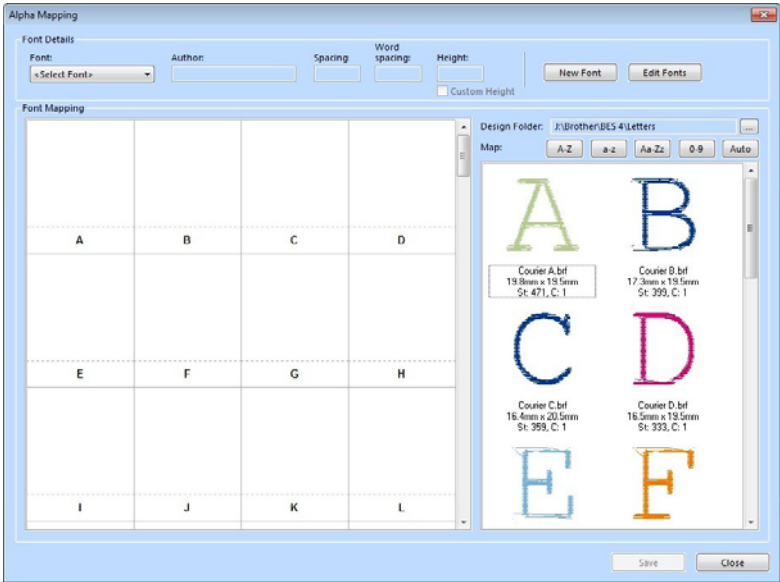 Alpha Mapping
Font Details
Font:
Author:
Spacing
Word spacing:
Height:
<Select Font>
New Font
Edit Fonts
Custom Height
Font Mapping
Design Folder: J:\Brother\BES 4\Letters ...
Map: A-Z a-z Aa-Zz 0-9 Auto
A B C D
E F G H
I J K L
A B
Courier A.brf
19.8mm x 19.5mm
St: 471, C: 1
Courier B.brf
17.3mm x 19.5mm
St: 399, C: 1
C D
Courier C.brf
16.4mm x 20.5mm
St: 359, C: 1
Courier D.brf
16.5mm x 19.5mm
St: 333, C: 1
E F
Save Close